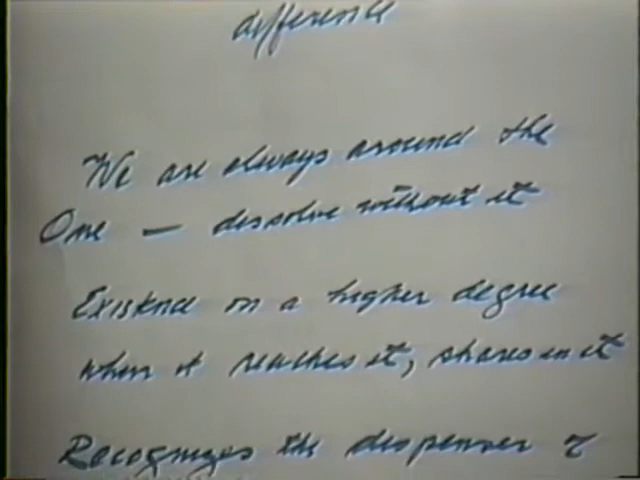 difference
We are always around the
One — dissolve without it
Existence on a higher degree
when it reaches it, shares in it
Recognizes the dispenser of